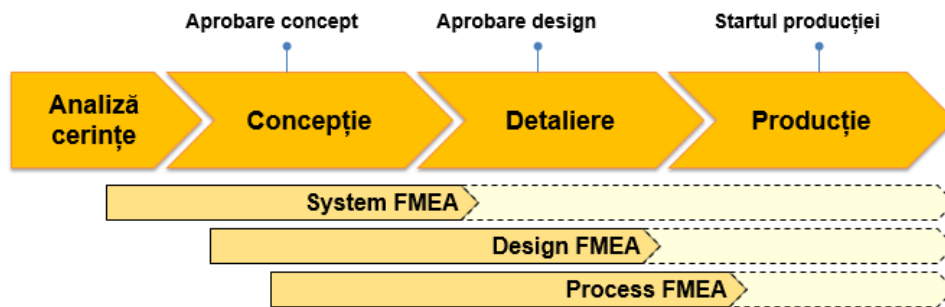 Aprobare concept
Aprobare design
Startul producției
Analiză
cerințe
Concepție
Detaliere
Producție
System FMEA
Design FMEA
Process FMEA